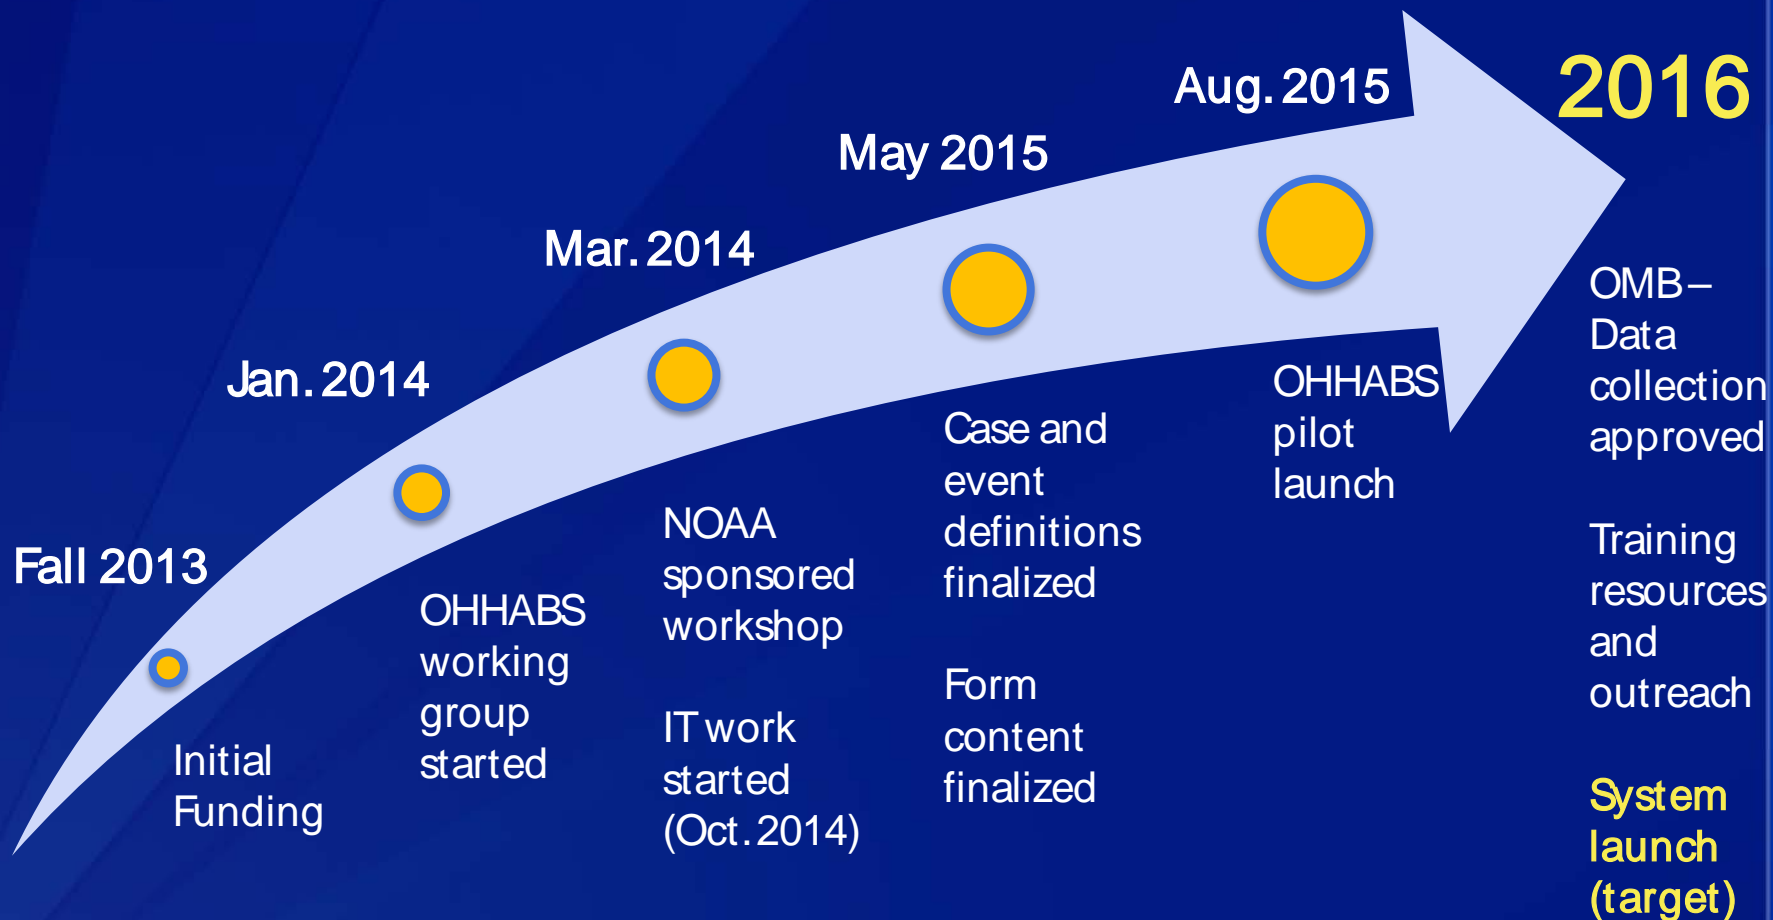 Fall 2013
Initial
Funding
Jan. 2014
OHHABS
working
group
started
Mar. 2014
NOAA
sponsored
workshop
IT work
started
(Oct. 2014)
May 2015
Case and
event
definitions
finalized
Form
content
finalized
Aug. 2015
OHHABS
pilot
launch
2016
OMB –
Data
collection
approved
Training
resources
and
outreach
System
launch
(target)